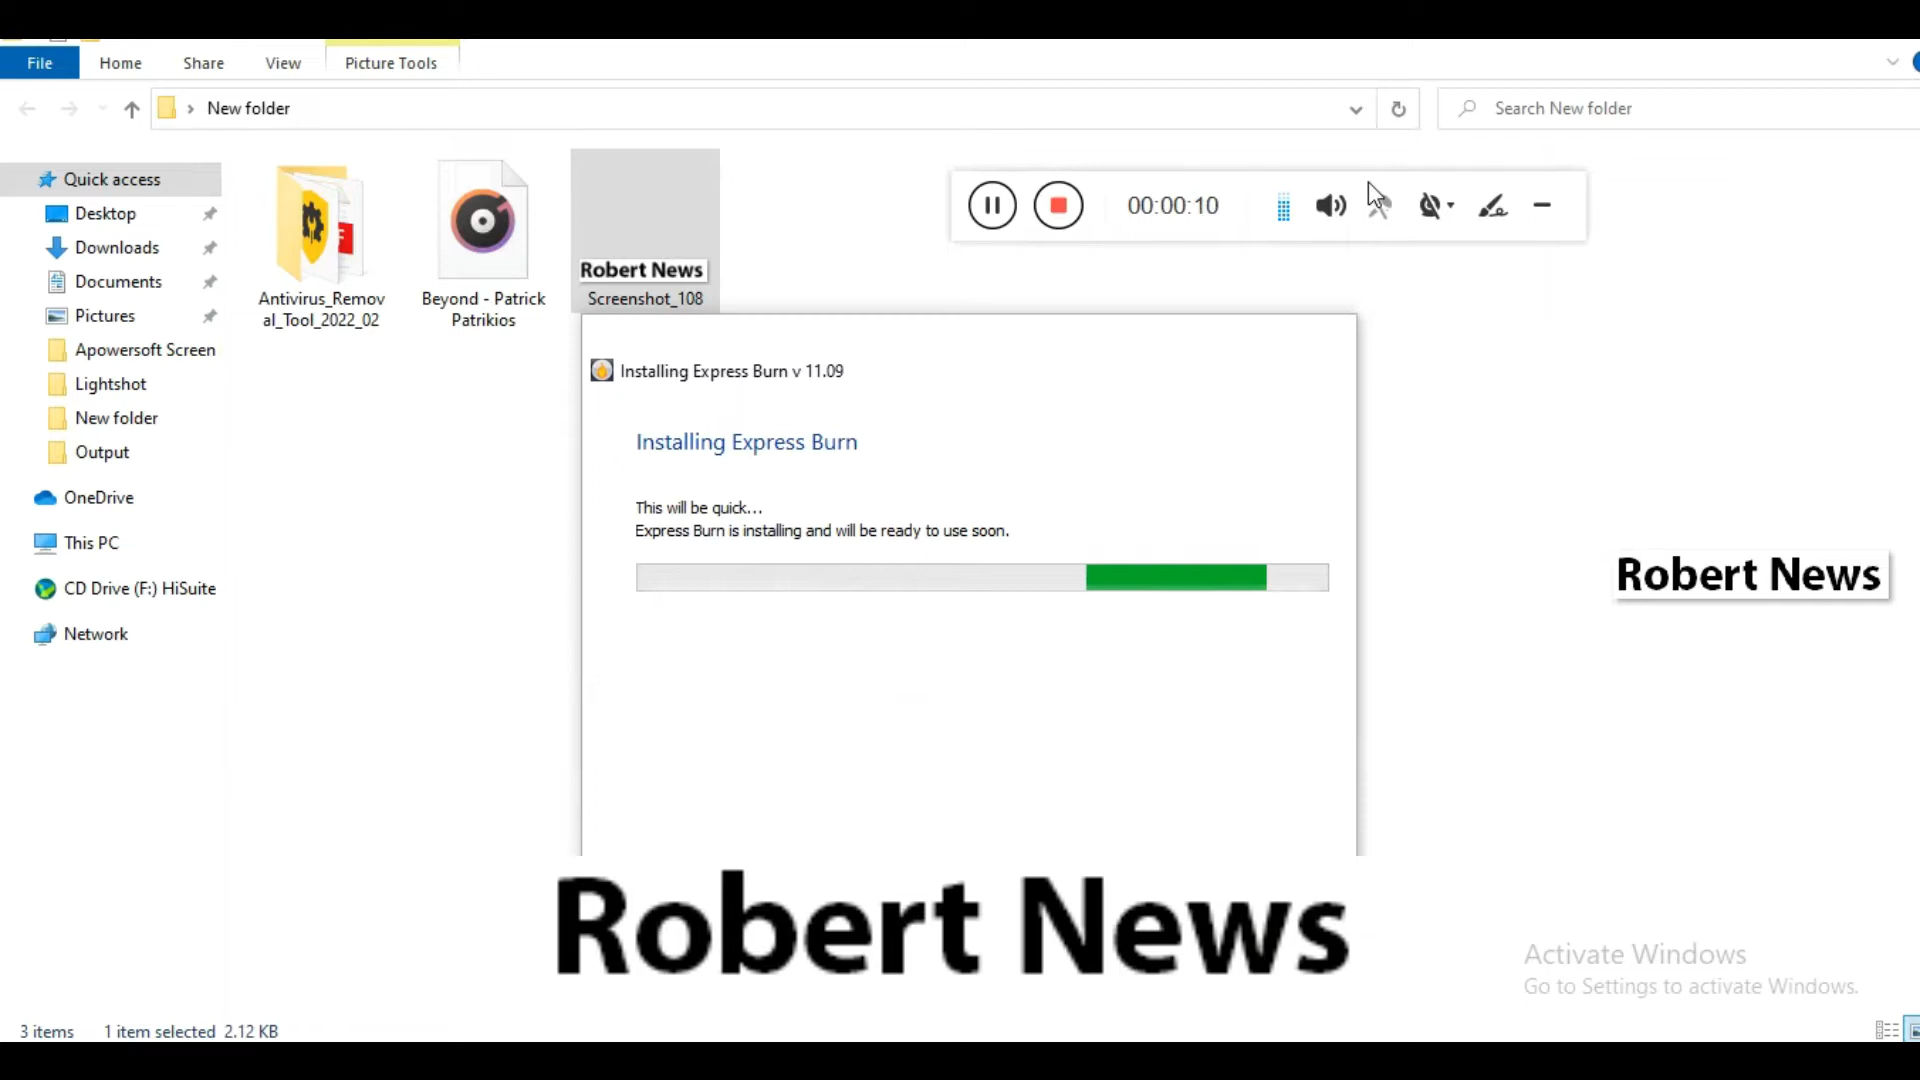 File Home Share View Picture Tools
New folder
Search New folder
Quick access
Desktop
Downloads
Documents
Pictures
Apowersoft Screen
Lightshot
New folder
Output
OneDrive
This PC
CD Drive (F:) HiSuite
Network
Antivirus_Remov
al_Tool_2022_02
Beyond - Patrick
Patrikios
Robert News
Screenshot_108
00:00:10
Installing Express Burn v 11.09
Installing Express Burn
This will be quick...
Express Burn is installing and will be ready to use soon.
Robert News
Robert News
Activate Windows
Go to Settings to activate Windows.
3 items 1 item selected 2.12 KB